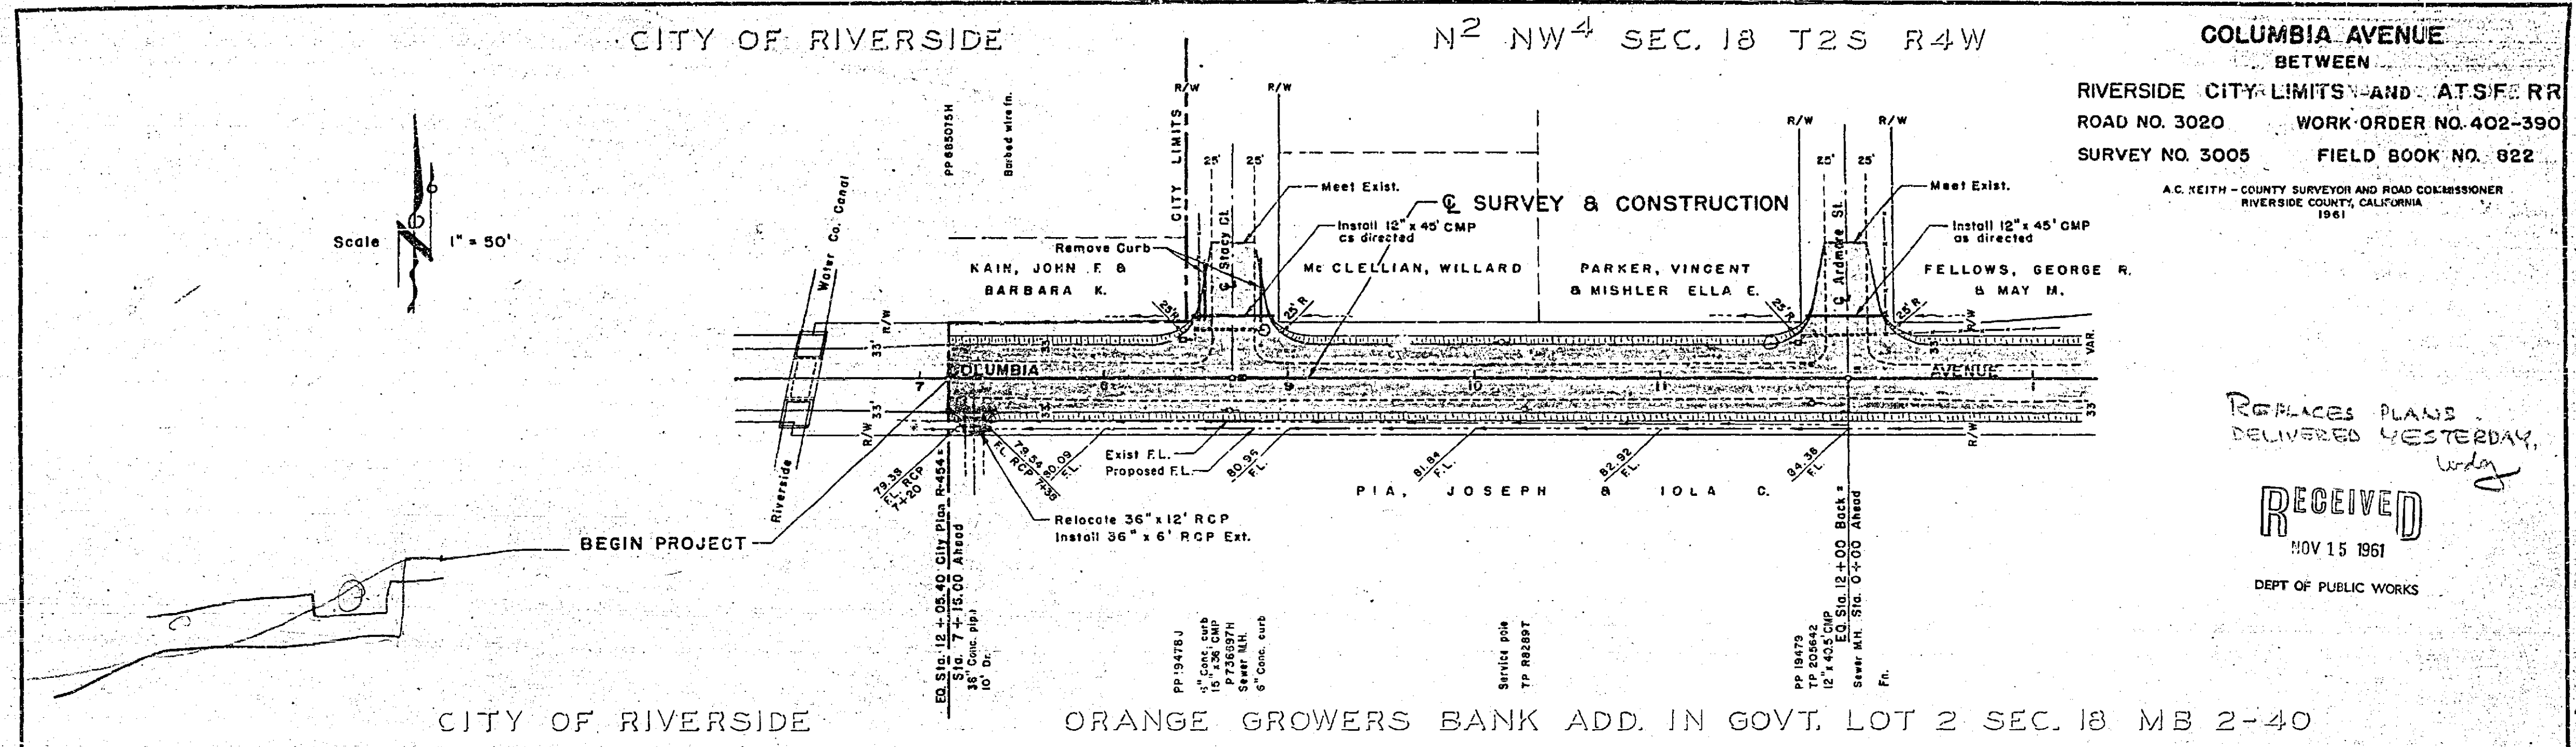 CITY OF RIVERSIDE
N2 NW4 SEC. 18 T2S R4W
COLUMBIA AVENUE
BETWEEN
RIVERSIDE CITY LIMITS AND ATSF RR
ROAD NO. 3020 WORK ORDER NO. 402-390
SURVEY NO. 3005 FIELD BOOK NO. 822
A.C. KEITH - COUNTY SURVEYOR AND ROAD COMMISSIONER
RIVERSIDE COUNTY, CALIFORNIA
1961
Scale 1" = 50'
Riverside
Water Co. Canal
PP685075H
Barbed wire fn.
CITY LIMITS
R/W
R/W
R/W
R/W
25'
25'
25'
25'
Meet Exist.
Meet Exist.
℄ SURVEY & CONSTRUCTION
Install 12" x 45' CMP
as directed
Install 12" x 45' CMP
as directed
Remove Curb
℄ Stacy Ct.
℄ Ardmore St.
KAIN, JOHN F. &
BARBARA K.
Mc CLELLIAN, WILLARD
PARKER, VINCENT
& MISHLER ELLA E.
FELLOWS, GEORGE R.
& MAY M.
25' R
25' R
25' R
25' R
R/W
R/W
33'
33'
33'
VAR.
7
COLUMBIA
8
9
10
11
AVENUE
1
33'
33'
33
R/W
R/W
79.38
F.L. RCP
7+20
79.54
F.L. RCP 7+38
80.09
F.L.
Exist F.L.
Proposed F.L.
80.96
F.L.
81.84
F.L.
82.92
F.L.
84.38
F.L.
PIA, JOSEPH & IOLA C.
Relocate 36" x 12' RCP
Install 36" x 6' RCP Ext.
BEGIN PROJECT
EQ. Sta. 12 + 05.40 City Plan R-454 =
Sta. 7 + 15.00 Ahead
36" Conc. pipe
10' Dr.
PP 19478J
Conc. curb
15" x 36' CMP
P736697H
Sewer M.H.
6" Conc. curb
Service pole
TP R8289T
PP 19479
TP 205642
12" x 40.5' CMP
EQ. Sta. 12+00 Back =
Sewer M.H. Sta. 0+00 Ahead
Fn.
REPLACES PLANS
DELIVERED YESTERDAY,
RECEIVED
NOV 15 1961
DEPT OF PUBLIC WORKS
CITY OF RIVERSIDE
ORANGE GROWERS BANK ADD. IN GOVT. LOT 2 SEC. 18 MB 2-40